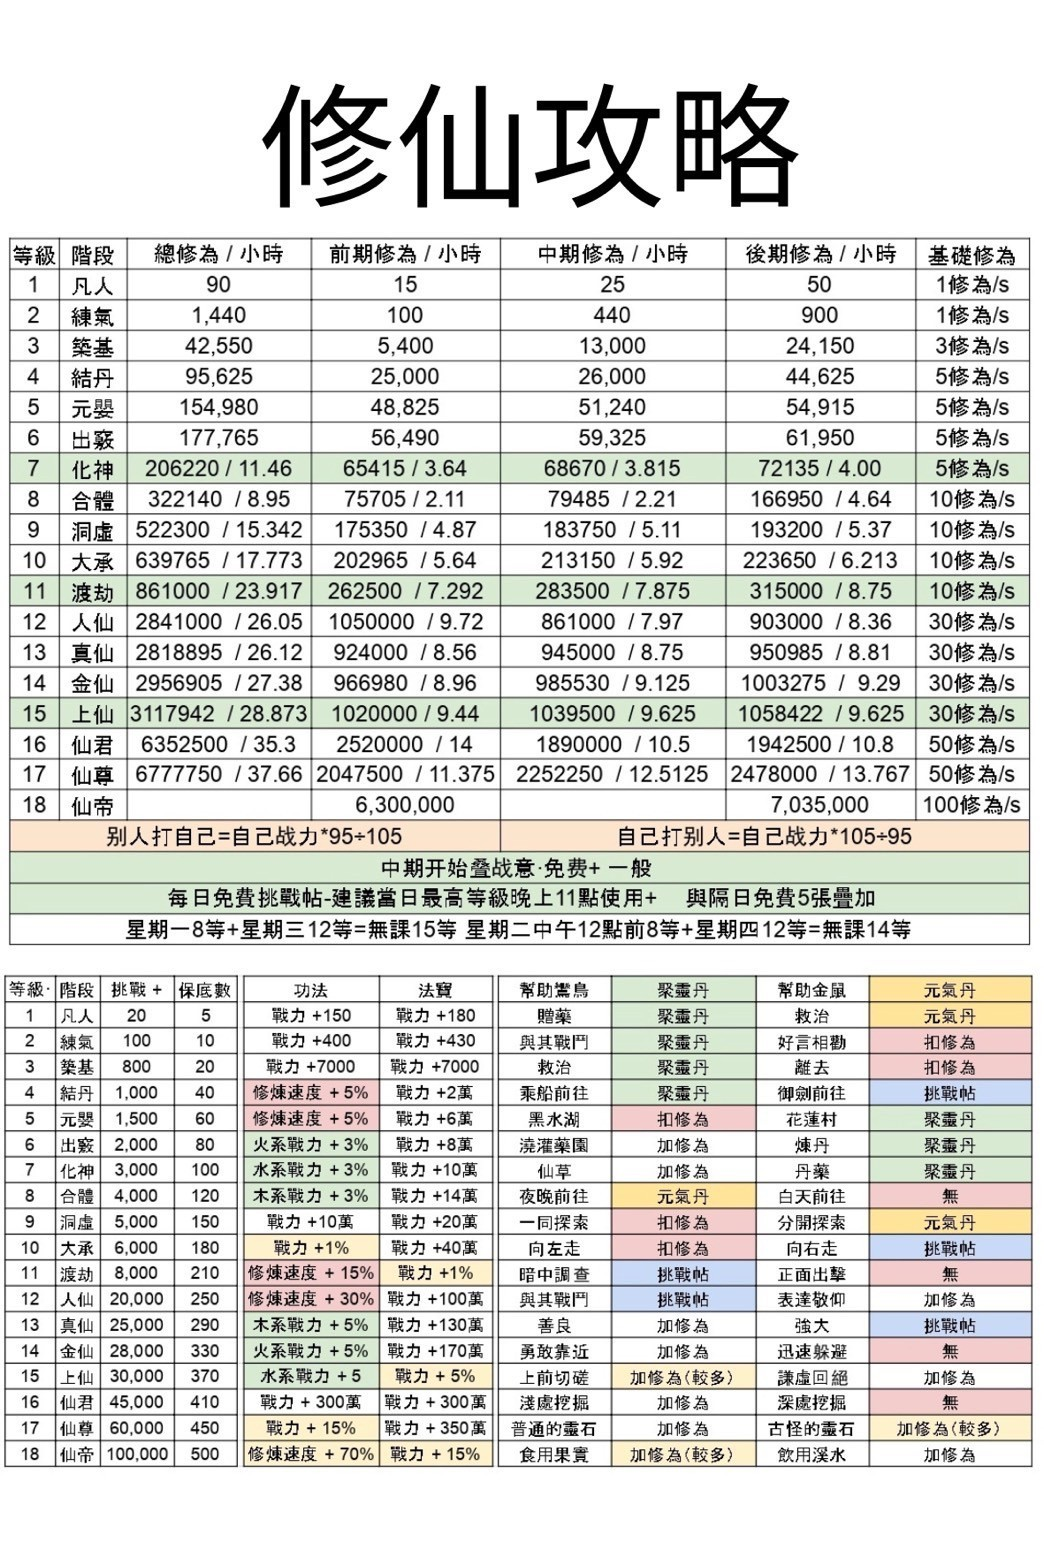 修仙攻略
等級 階段 總修為 / 小時 前期修為 / 小時 中期修為 / 小時 後期修為 / 小時 基礎修為
1 凡人 90 15 25 50 1修為/s
2 練氣 1,440 100 440 900 1修為/s
3 築基 42,550 5,400 13,000 24,150 3修為/s
4 結丹 95,625 25,000 26,000 44,625 5修為/s
5 元嬰 154,980 48,825 51,240 54,915 5修為/s
6 出竅 177,765 56,490 59,325 61,950 5修為/s
7 化神 206220 / 11.46 65415 / 3.64 68670 / 3.815 72135 / 4.00 5修為/s
8 合體 322140 / 8.95 75705 / 2.11 79485 / 2.21 166950 / 4.64 10修為/s
9 洞虛 522300 / 15.342 175350 / 4.87 183750 / 5.11 193200 / 5.37 10修為/s
10 大承 639765 / 17.773 202965 / 5.64 213150 / 5.92 223650 / 6.213 10修為/s
11 渡劫 861000 / 23.917 262500 / 7.292 283500 / 7.875 315000 / 8.75 10修為/s
12 人仙 2841000 / 26.05 1050000 / 9.72 861000 / 7.97 903000 / 8.36 30修為/s
13 真仙 2818895 / 26.12 924000 / 8.56 945000 / 8.75 950985 / 8.81 30修為/s
14 金仙 2956905 / 27.38 966980 / 8.96 985530 / 9.125 1003275 / 9.29 30修為/s
15 上仙 3117942 / 28.873 1020000 / 9.44 1039500 / 9.625 1058422 / 9.625 30修為/s
16 仙君 6352500 / 35.3 2520000 / 14 1890000 / 10.5 1942500 / 10.8 50修為/s
17 仙尊 6777750 / 37.66 2047500 / 11.375 2252250 / 12.5125 2478000 / 13.767 50修為/s
18 仙帝 6,300,000 7,035,000 100修為/s
别人打自己=自己战力*95÷105 自己打别人=自己战力*105÷95
中期开始叠战意·免费+ 一般
每日免費挑戰帖-建議當日最高等級晚上11點使用+ 與隔日免費5張疊加
星期一8等+星期三12等=無課15等 星期二中午12點前8等+星期四12等=無課14等
等級· 階段 挑戰 + 保底數 功法 法寶 幫助鸞鳥 聚靈丹 幫助金鼠 元氣丹
1 凡人 20 5 戰力 +150 戰力 +180 贈藥 聚靈丹 救治 元氣丹
2 練氣 100 10 戰力 +400 戰力 +430 與其戰鬥 聚靈丹 好言相勸 扣修為
3 築基 800 20 戰力 +7000 戰力 +7000 救治 聚靈丹 離去 扣修為
4 結丹 1,000 40 修煉速度 + 5% 戰力 +2萬 乘船前往 聚靈丹 御劍前往 挑戰帖
5 元嬰 1,500 60 修煉速度 + 5% 戰力 +6萬 黑水湖 扣修為 花蓮村 聚靈丹
6 出竅 2,000 80 火系戰力 + 3% 戰力 +8萬 澆灌藥園 加修為 煉丹 聚靈丹
7 化神 3,000 100 水系戰力 + 3% 戰力 +10萬 仙草 加修為 丹藥 聚靈丹
8 合體 4,000 120 木系戰力 + 3% 戰力 +14萬 夜晚前往 元氣丹 白天前往 無
9 洞虛 5,000 150 戰力 +10萬 戰力 +20萬 一同探索 扣修為 分開探索 元氣丹
10 大承 6,000 180 戰力 +1% 戰力 +40萬 向左走 扣修為 向右走 挑戰帖
11 渡劫 8,000 210 修煉速度 + 15% 戰力 +1% 暗中調查 挑戰帖 正面出擊 無
12 人仙 20,000 250 修煉速度 + 30% 戰力 +100萬 與其戰鬥 挑戰帖 表達敬仰 加修為
13 真仙 25,000 290 木系戰力 + 5% 戰力 +130萬 善良 加修為 強大 挑戰帖
14 金仙 28,000 330 火系戰力 + 5% 戰力 +170萬 勇敢靠近 加修為 迅速躲避 無
15 上仙 30,000 370 水系戰力 + 5 戰力 + 5% 上前切磋 加修為(較多) 謙虛回絕 加修為
16 仙君 45,000 410 戰力 + 300萬 戰力 + 300萬 淺處挖掘 加修為 深處挖掘 無
17 仙尊 60,000 450 戰力 + 15% 戰力 + 350萬 普通的靈石 加修為 古怪的靈石 加修為(較多)
18 仙帝 100,000 500 修煉速度 + 70% 戰力 + 15% 食用果實 加修為(較多) 飲用溪水 加修為